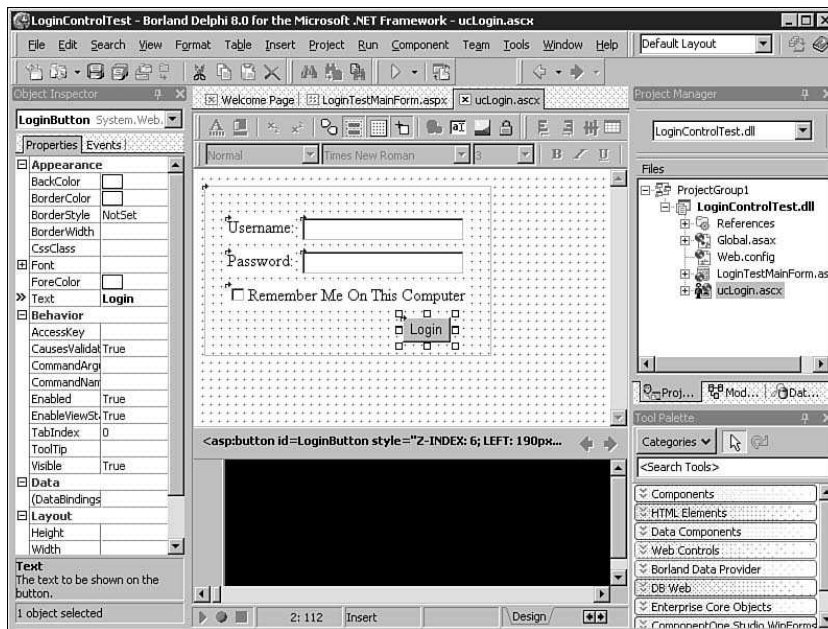 LoginControlTest - Borland Delphi 8.0 for the Microsoft .NET Framework - ucLogin.ascx
File Edit Search View Format Table Insert Project Run Component Team Tools Window Help
Default Layout
Object Inspector
LoginButton System.Web.
Properties Events
Appearance
BackColor
BorderColor
BorderStyle NotSet
BorderWidth
CssClass
Font
ForeColor
Text Login
Behavior
AccessKey
CausesValidat True
CommandArgu
CommandNam
Enabled True
EnableViewSt True
TabIndex 0
ToolTip
Visible True
Data
(DataBindings
Layout
Height
Width
Text
The text to be shown on the
button.
1 object selected
Welcome Page LoginTestMainForm.aspx ucLogin.ascx
Normal Times New Roman 3 B I U
Username:
Password:
Remember Me On This Computer
Login
<asp:button id=LoginButton style="Z-INDEX: 6; LEFT: 190px...
2: 112 Insert Design
Project Manager
LoginControlTest.dll
Files
ProjectGroup1
LoginControlTest.dll
References
Global.asax
Web.config
LoginTestMainForm.as
ucLogin.ascx
Proj... Mod... Dat...
Tool Palette
Categories
<Search Tools>
Components
HTML Elements
Data Components
Web Controls
Borland Data Provider
DB Web
Enterprise Core Objects
ComponentOne Studio WinForms